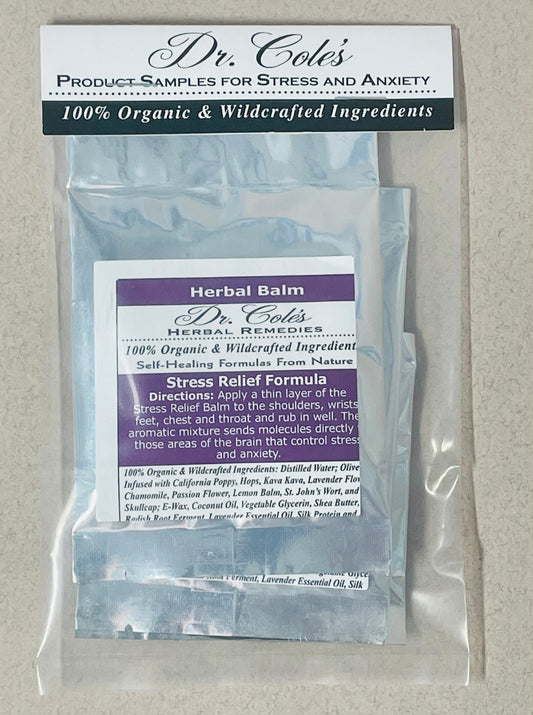 Dr. Cole's
Product Samples for Stress and Anxiety
100% Organic & Wildcrafted Ingredients
Herbal Balm
Dr. Cole's
Herbal Remedies
100% Organic & Wildcrafted Ingredient
Self-Healing Formulas From Nature
Stress Relief Formula
Directions: Apply a thin layer of the
Stress Relief Balm to the shoulders, wrists
feet, chest and throat and rub in well. The
aromatic mixture sends molecules directly
those areas of the brain that control stress
and anxiety.
100% Organic & Wildcrafted Ingredients: Distilled Water; Olive
Infused with California Poppy, Hops, Kava Kava, Lavender Flow
Chamomile, Passion Flower, Lemon Balm, St. John's Wort, and
Skullcap; E-Wax, Coconut Oil, Vegetable Glycerin, Shea Butter,
Radish Root Ferment, Lavender Essential Oil, Silk Protein and
Ferment, Lavender Essential Oil, Silk